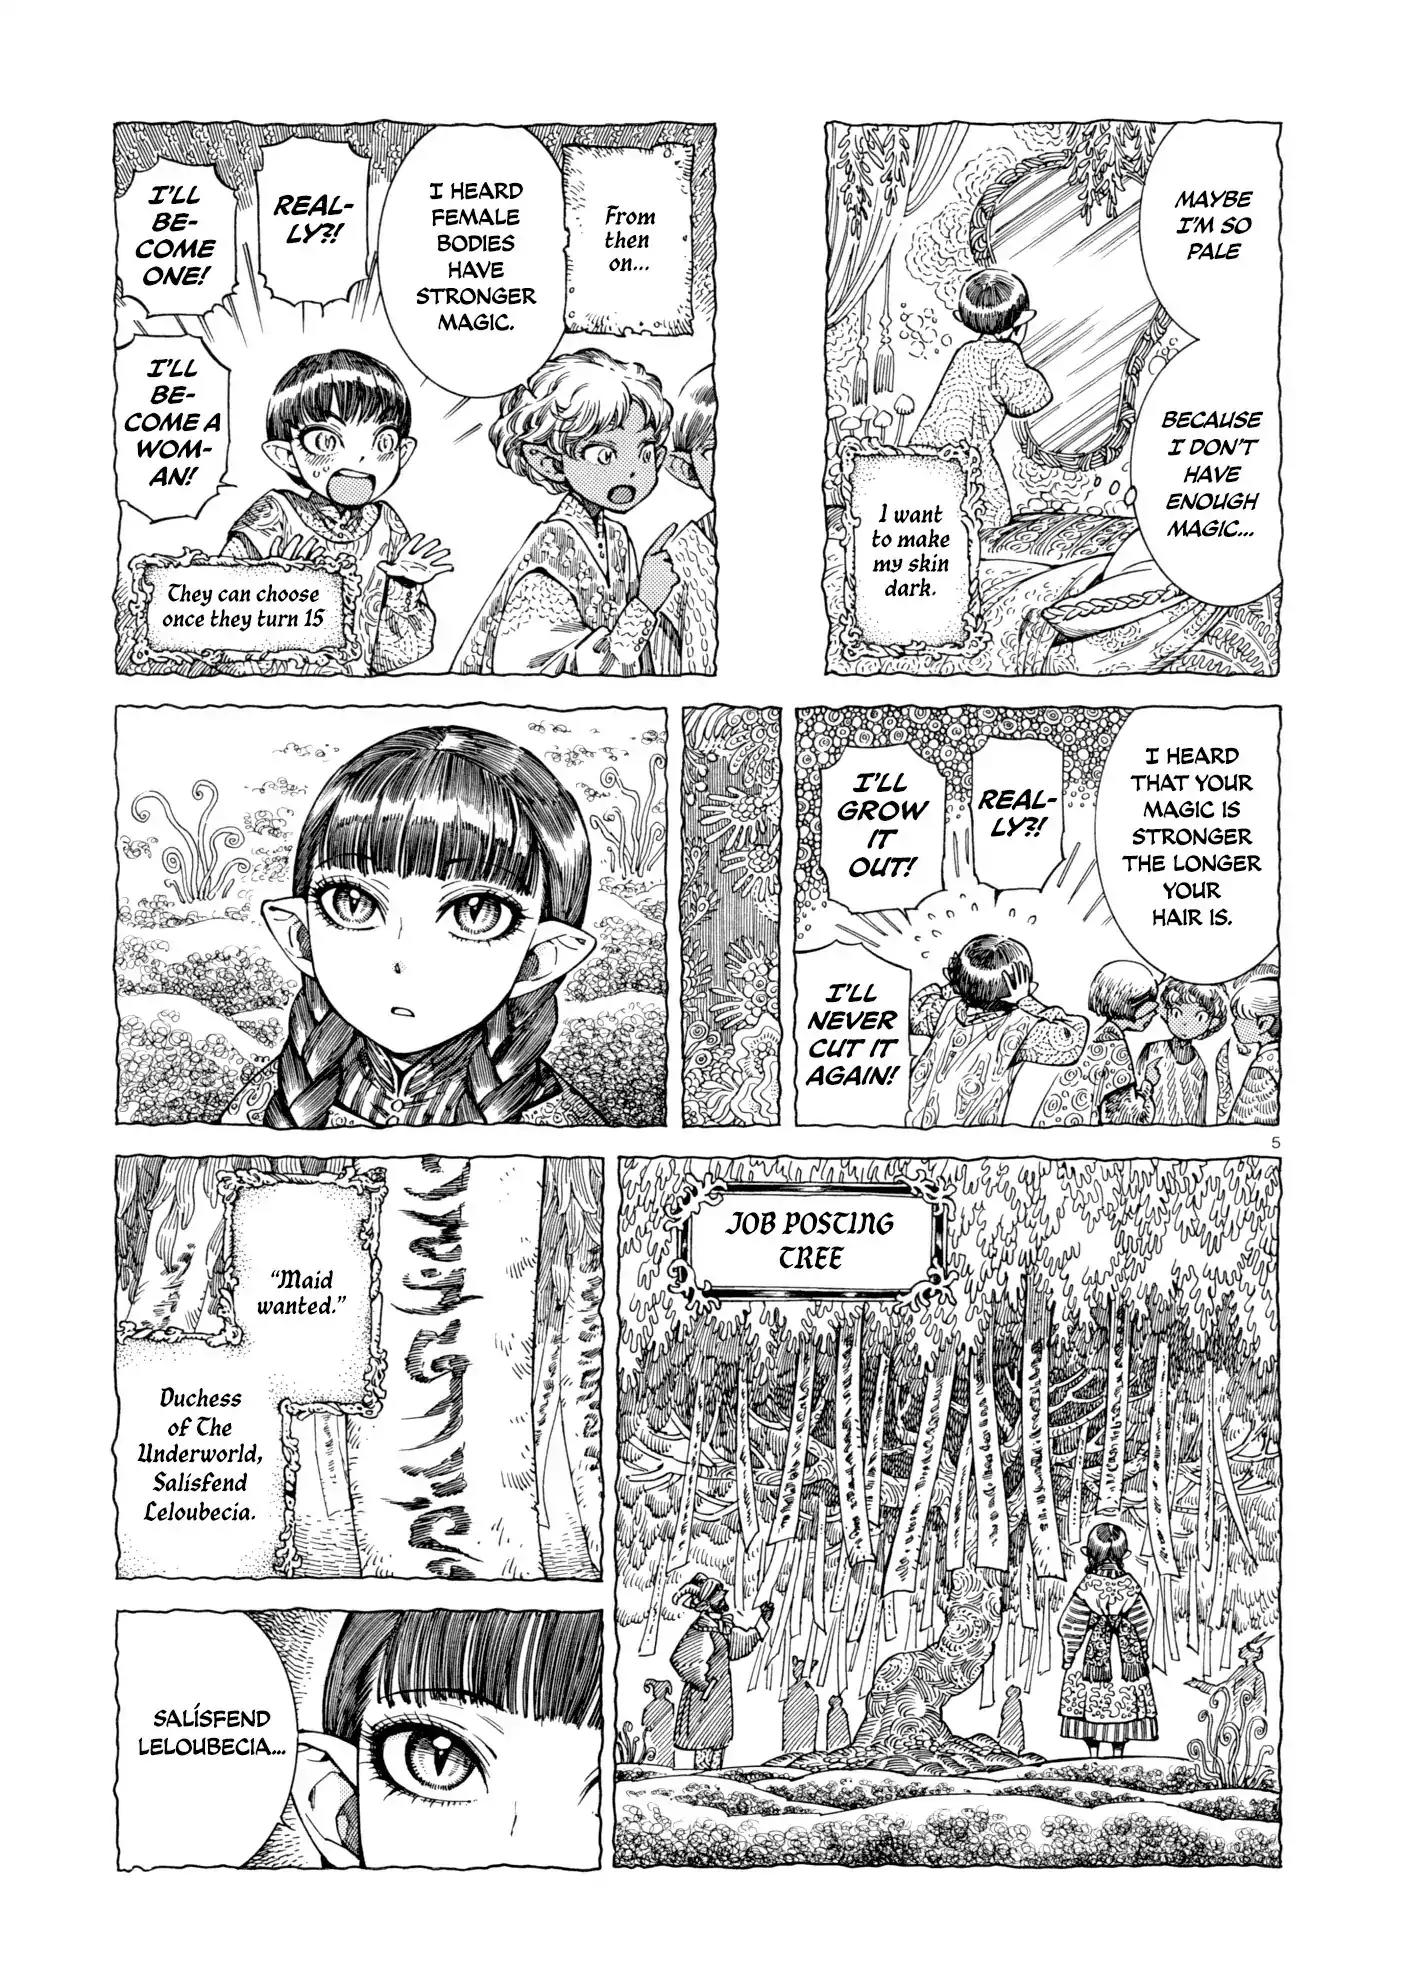 MAYBE
I'M SO
PALE
BECAUSE
I DON'T
HAVE
ENOUGH
MAGIC...
I want
to make
my skin
dark.
From
then
on...
I HEARD
FEMALE
BODIES
HAVE
STRONGER
MAGIC.
REAL-
LY?!
I'LL
BE-
COME
ONE!
I'LL
BE-
COME A
WOM-
AN!
They can choose
once they turn 15
I HEARD
THAT YOUR
MAGIC IS
STRONGER
THE LONGER
YOUR
HAIR IS.
REAL-
LY?!
I'LL
GROW
IT
OUT!
I'LL
NEVER
CUT IT
AGAIN!
5
JOB POSTING
TREE
"Maid
wanted."
Duchess
of The
Underworld,
Salísfend
Leloubecia.
SALÍSFEND
LELOUBECIA...